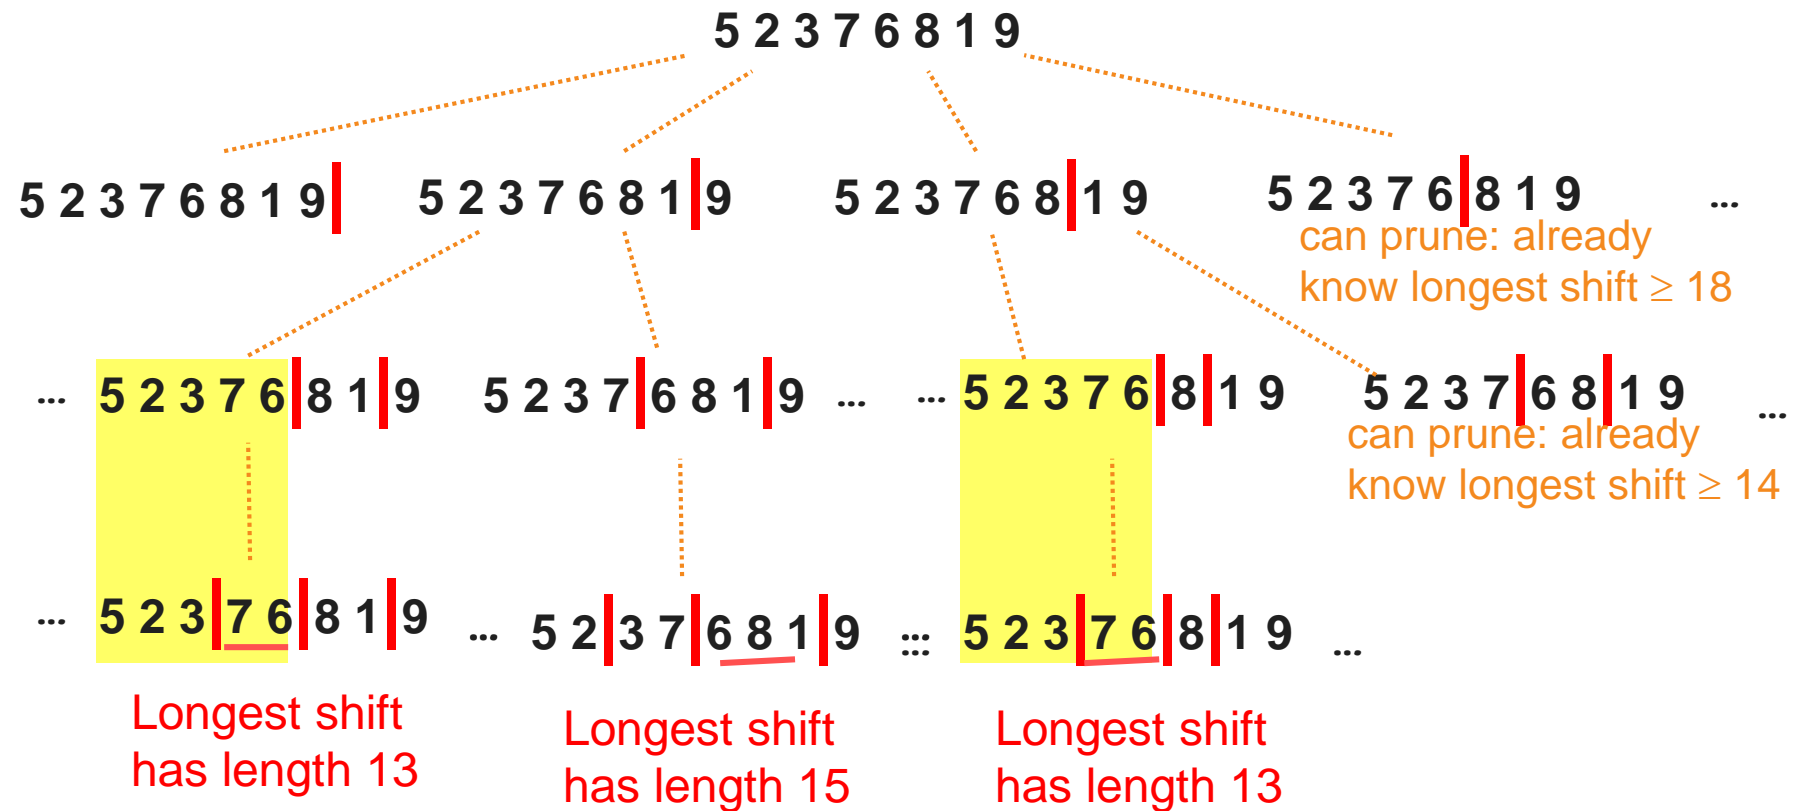 5 2 3 7 6 8 1 9
5 2 3 7 6 8 1 9|
5 2 3 7 6 8 1|9
5 2 3 7 6 8|1 9
5 2 3 7 6|8 1 9
...
can prune: already
know longest shift ≥ 18
... 5 2 3 7 6|8 1|9
5 2 3 7|6 8 1|9 ...
... 5 2 3 7 6|8|1 9
5 2 3 7|6 8|1 9 ...
can prune: already
know longest shift ≥ 14
... 5 2 3|7 6|8 1|9 ...
5 2|3 7|6 8 1|9 ...
... 5 2 3|7 6|8|1 9 ...
Longest shift
has length 13
Longest shift
has length 15
Longest shift
has length 13